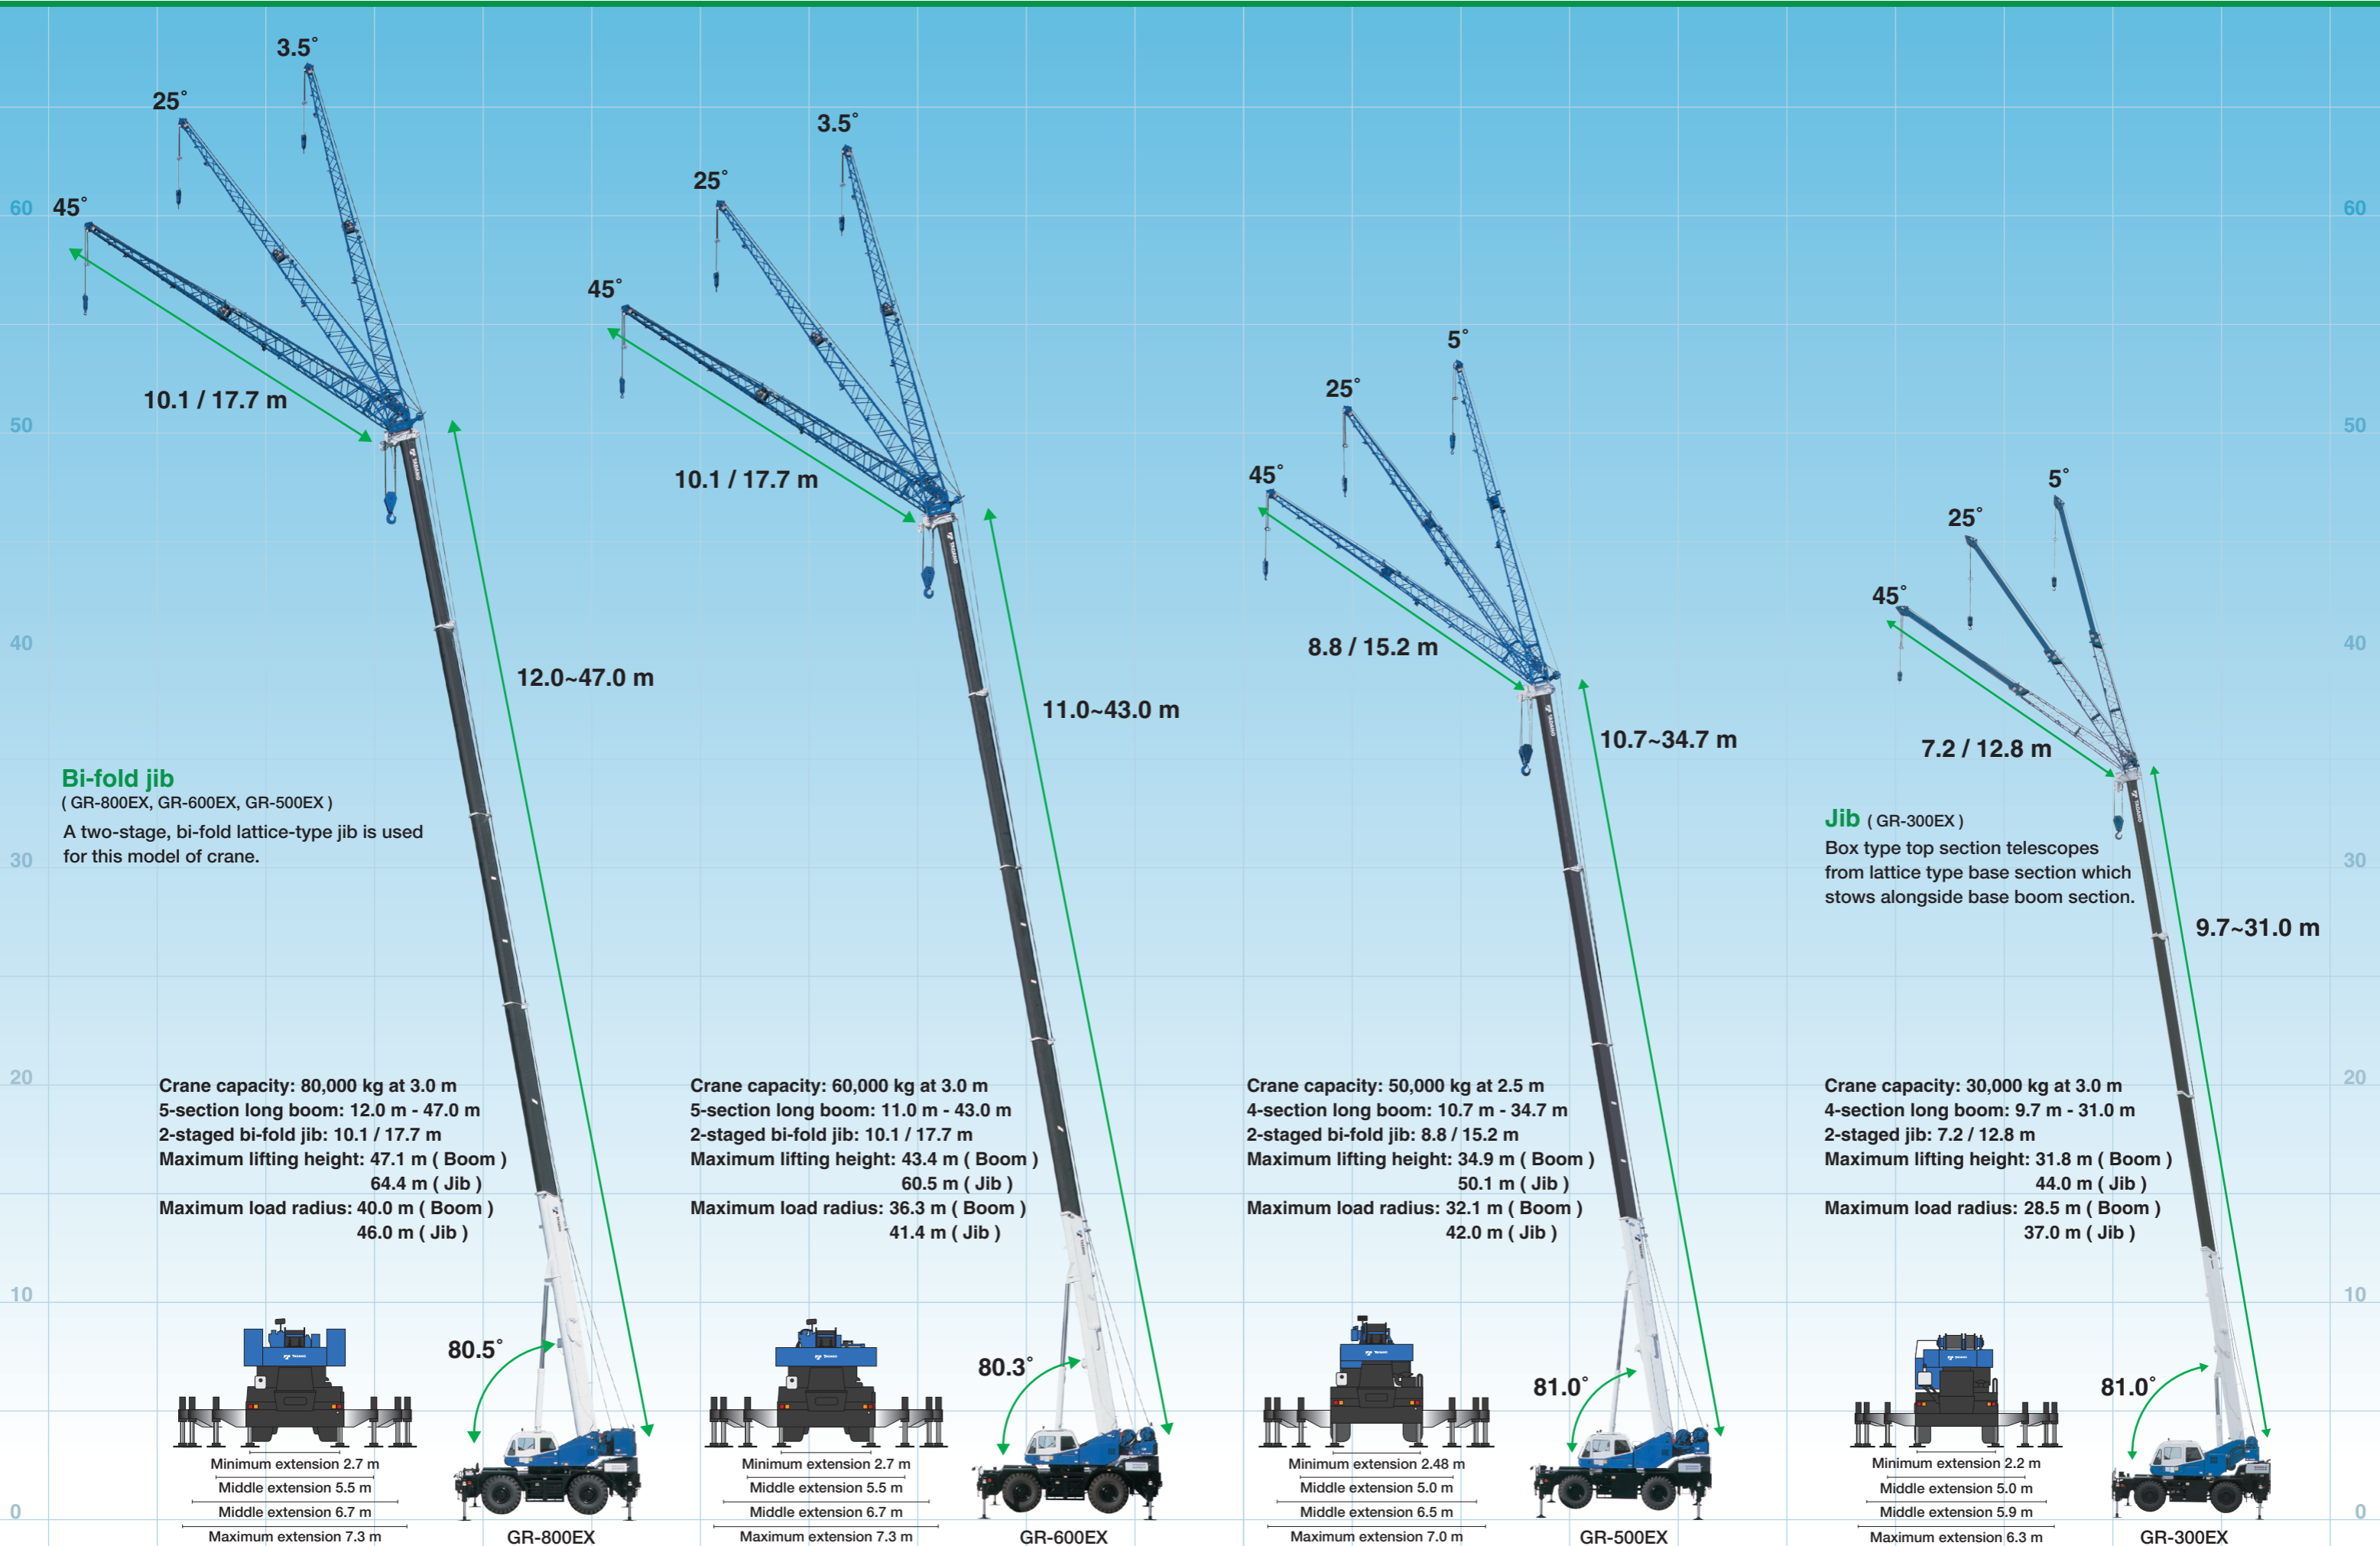 3.5°
25°
45°
10.1 / 17.7 m
12.0~47.0 m
3.5°
25°
45°
10.1 / 17.7 m
11.0~43.0 m
5°
25°
45°
8.8 / 15.2 m
10.7~34.7 m
5°
25°
45°
7.2 / 12.8 m
9.7~31.0 m
60
50
40
30
20
10
0
60
50
40
30
20
10
0
Bi-fold jib
( GR-800EX, GR-600EX, GR-500EX )
A two-stage, bi-fold lattice-type jib is used
for this model of crane.
Jib ( GR-300EX )
Box type top section telescopes
from lattice type base section which
stows alongside base boom section.
Crane capacity: 80,000 kg at 3.0 m
5-section long boom: 12.0 m - 47.0 m
2-staged bi-fold jib: 10.1 / 17.7 m
Maximum lifting height: 47.1 m ( Boom )
64.4 m ( Jib )
Maximum load radius: 40.0 m ( Boom )
46.0 m ( Jib )
80.5°
TADANO
Minimum extension 2.7 m
Middle extension 5.5 m
Middle extension 6.7 m
Maximum extension 7.3 m
GR-800EX
Crane capacity: 60,000 kg at 3.0 m
5-section long boom: 11.0 m - 43.0 m
2-staged bi-fold jib: 10.1 / 17.7 m
Maximum lifting height: 43.4 m ( Boom )
60.5 m ( Jib )
Maximum load radius: 36.3 m ( Boom )
41.4 m ( Jib )
80.3°
TADANO
Minimum extension 2.7 m
Middle extension 5.5 m
Middle extension 6.7 m
Maximum extension 7.3 m
GR-600EX
Crane capacity: 50,000 kg at 2.5 m
4-section long boom: 10.7 m - 34.7 m
2-staged bi-fold jib: 8.8 / 15.2 m
Maximum lifting height: 34.9 m ( Boom )
50.1 m ( Jib )
Maximum load radius: 32.1 m ( Boom )
42.0 m ( Jib )
81.0°
TADANO
Minimum extension 2.48 m
Middle extension 5.0 m
Middle extension 6.5 m
Maximum extension 7.0 m
GR-500EX
Crane capacity: 30,000 kg at 3.0 m
4-section long boom: 9.7 m - 31.0 m
2-staged jib: 7.2 / 12.8 m
Maximum lifting height: 31.8 m ( Boom )
44.0 m ( Jib )
Maximum load radius: 28.5 m ( Boom )
37.0 m ( Jib )
81.0°
TADANO
Minimum extension 2.2 m
Middle extension 5.0 m
Middle extension 5.9 m
Maximum extension 6.3 m
GR-300EX